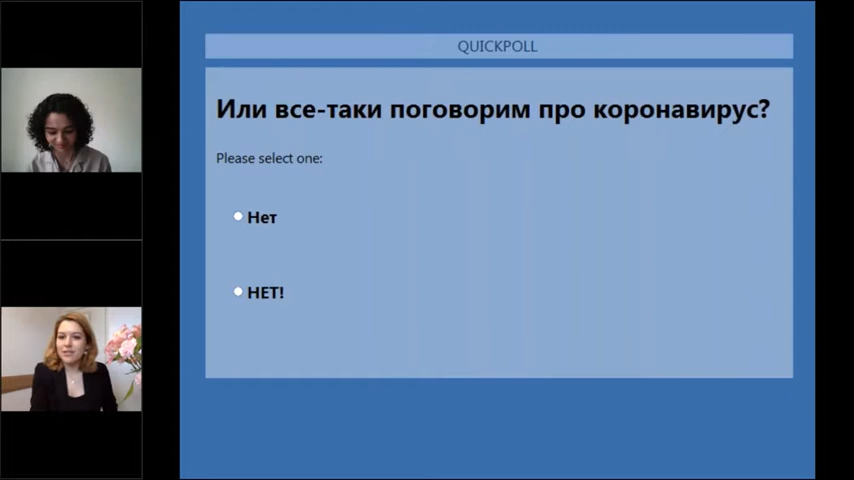 QUICKPOLL
Или все-таки поговорим про коронавирус?
Please select one:
Нет
НЕТ!